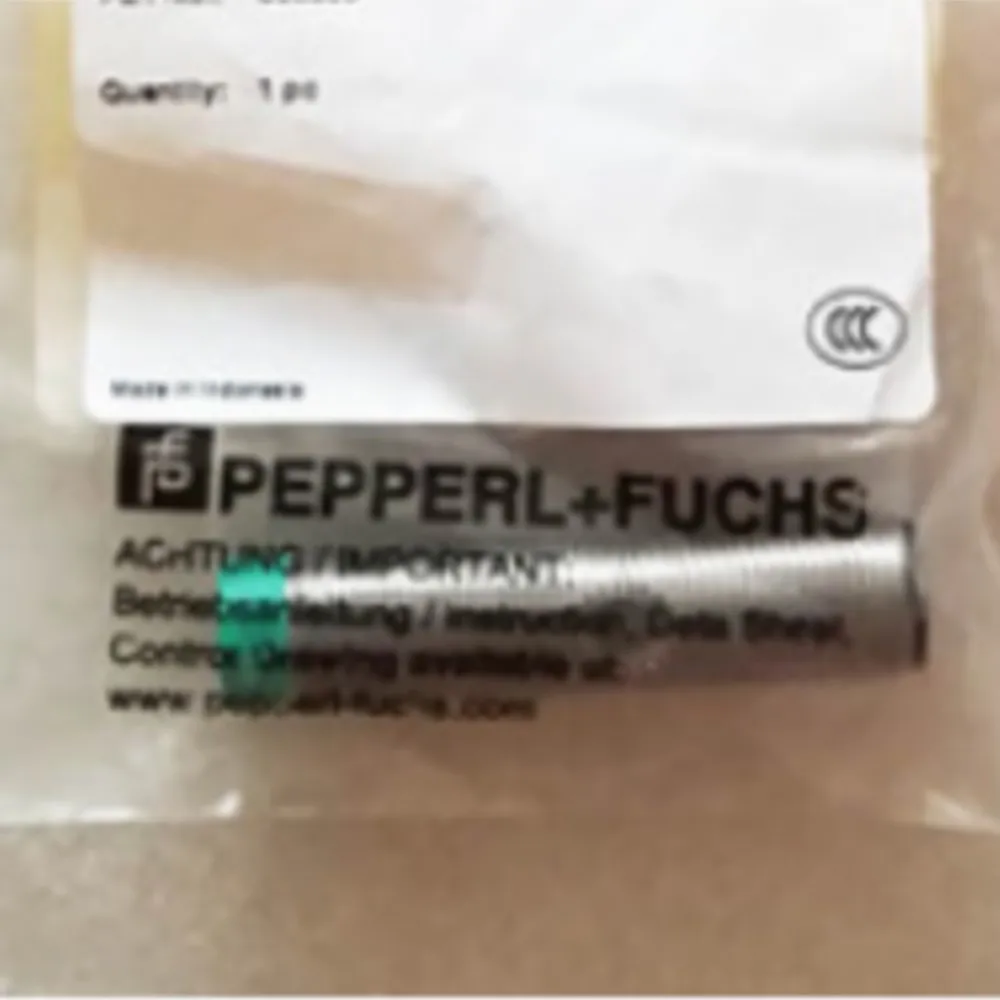 Quantity: 1 pc
CCC
Made in Indonesia
PEPPERL+FUCHS
ACHTUNG / IMPORTANT:
Betriebsanleitung / Instruction, Data Sheet,
Control Drawing available at:
www.pepperl-fuchs.com